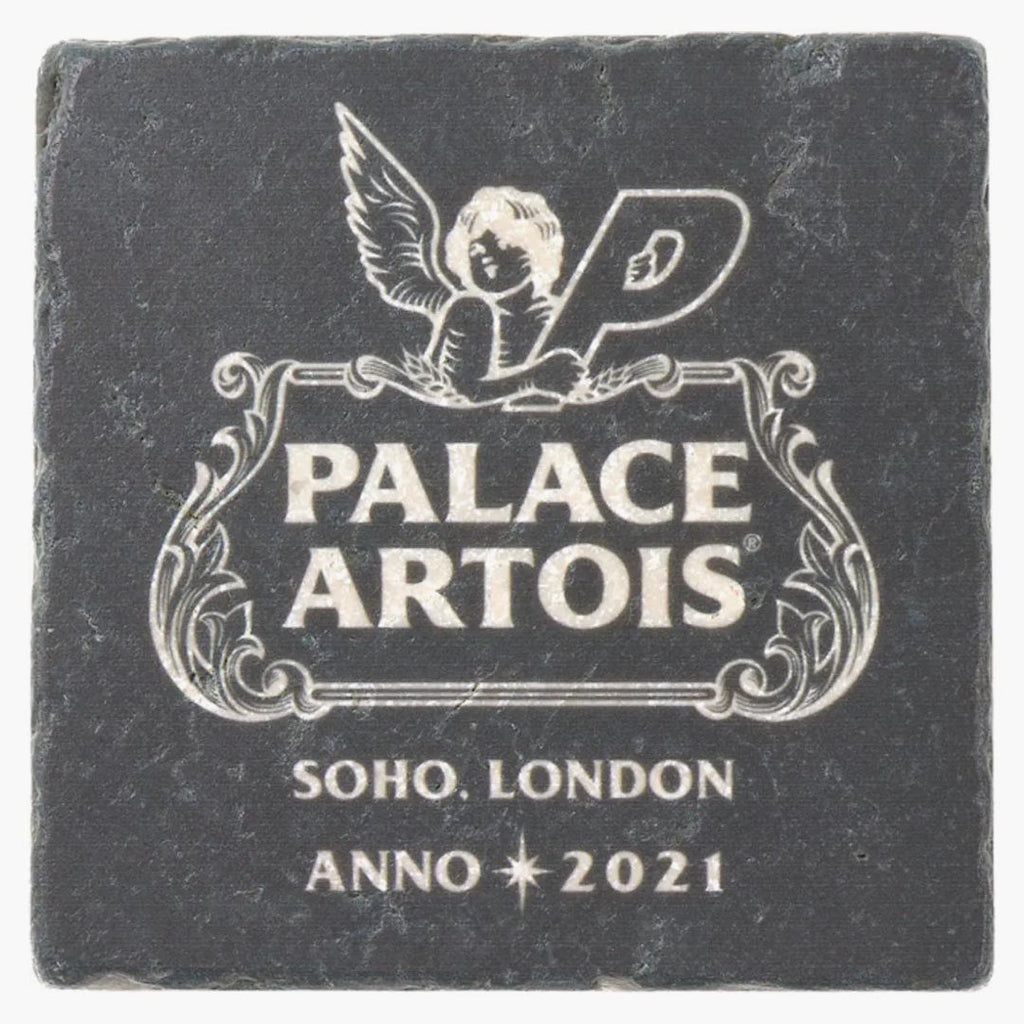 P
PALACE
ARTOIS®
SOHO, LONDON
ANNO 2021